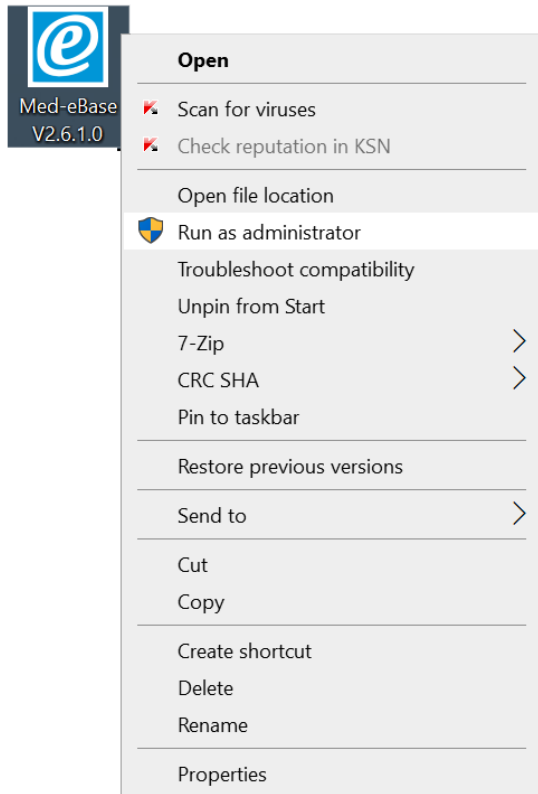 Med-eBase
V2.6.1.0
Open
Scan for viruses
Check reputation in KSN
Open file location
Run as administrator
Troubleshoot compatibility
Unpin from Start
7-Zip
CRC SHA
Pin to taskbar
Restore previous versions
Send to
Cut
Copy
Create shortcut
Delete
Rename
Properties